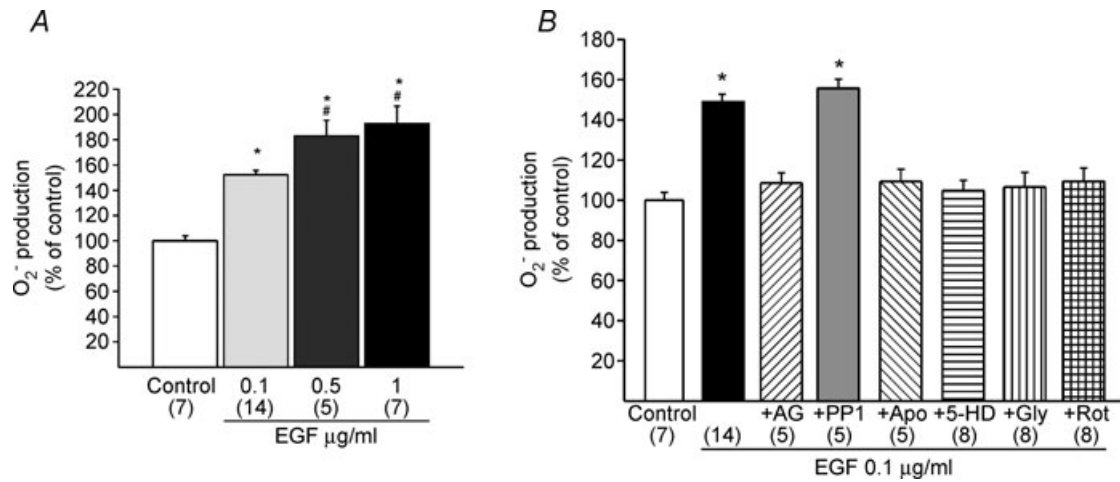 A
O2- production
(% of control)
220
200
180
160
140
120
100
80
60
40
20
*
*
#
*
#
Control 0.1 0.5 1
(7) (14) (5) (7)
EGF μg/ml
B
O2- production
(% of control)
180
160
140
120
100
80
60
40
20
* *
Control +AG +PP1 +Apo +5-HD +Gly +Rot
(7) (14) (5) (5) (5) (8) (8) (8)
EGF 0.1 μg/ml